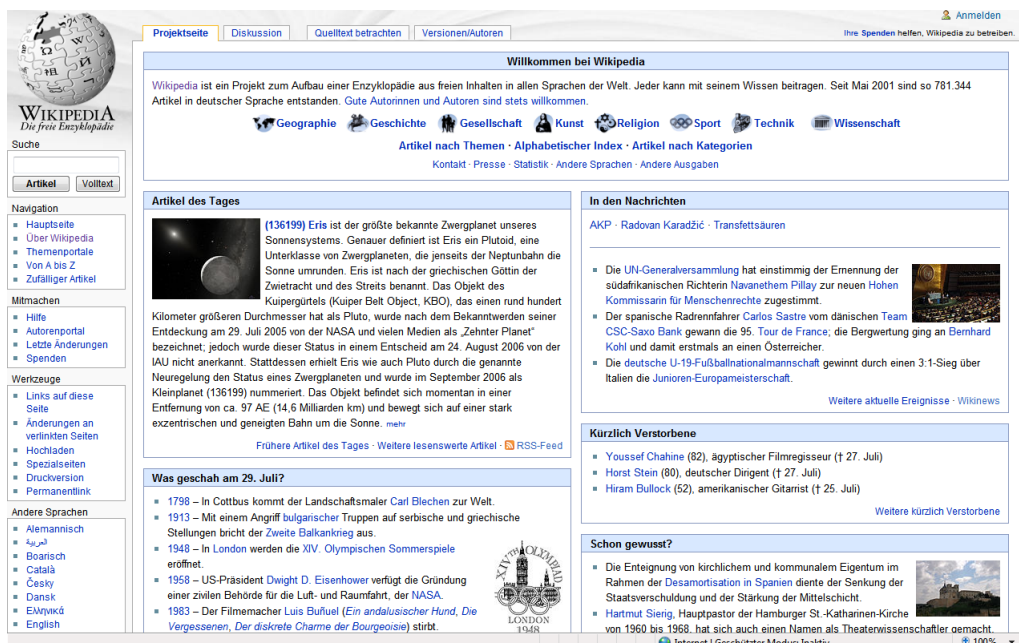 Anmelden
Projektseite
Diskussion
Quelltext betrachten
Versionen/Autoren
Ihre Spenden helfen, Wikipedia zu betreiben.
WIKIPEDIA
Die freie Enzyklopädie
Suche
Artikel
Volltext
Navigation
Hauptseite
Über Wikipedia
Themenportale
Von A bis Z
Zufälliger Artikel
Mitmachen
Hilfe
Autorenportal
Letzte Änderungen
Spenden
Werkzeuge
Links auf diese
Seite
Änderungen an
verlinkten Seiten
Hochladen
Spezialseiten
Druckversion
Permanentlink
Andere Sprachen
Alemannisch
العربية
Boarisch
Català
Česky
Dansk
Ελληνικά
English
Willkommen bei Wikipedia
Wikipedia ist ein Projekt zum Aufbau einer Enzyklopädie aus freien Inhalten in allen Sprachen der Welt. Jeder kann mit seinem Wissen beitragen. Seit Mai 2001 sind so 781.344
Artikel in deutscher Sprache entstanden. Gute Autorinnen und Autoren sind stets willkommen.
Geographie Geschichte Gesellschaft Kunst Religion Sport Technik Wissenschaft
Artikel nach Themen · Alphabetischer Index · Artikel nach Kategorien
Kontakt · Presse · Statistik · Andere Sprachen · Andere Ausgaben
Artikel des Tages
(136199) Eris ist der größte bekannte Zwergplanet unseres
Sonnensystems. Genauer definiert ist Eris ein Plutoid, eine
Unterklasse von Zwergplaneten, die jenseits der Neptunbahn die
Sonne umrunden. Eris ist nach der griechischen Göttin der
Zwietracht und des Streits benannt. Das Objekt des
Kuipergürtels (Kuiper Belt Object, KBO), das einen rund hundert
Kilometer größeren Durchmesser hat als Pluto, wurde nach dem Bekanntwerden seiner
Entdeckung am 29. Juli 2005 von der NASA und vielen Medien als „Zehnter Planet“
bezeichnet; jedoch wurde dieser Status in einem Entscheid am 24. August 2006 von der
IAU nicht anerkannt. Stattdessen erhielt Eris wie auch Pluto durch die genannte
Neuregelung den Status eines Zwergplaneten und wurde im September 2006 als
Kleinplanet (136199) nummeriert. Das Objekt befindet sich momentan in einer
Entfernung von ca. 97 AE (14,6 Milliarden km) und bewegt sich auf einer stark
exzentrischen und geneigten Bahn um die Sonne. mehr
Frühere Artikel des Tages · Weitere lesenswerte Artikel · RSS-Feed
Was geschah am 29. Juli?
1798 – In Cottbus kommt der Landschaftsmaler Carl Blechen zur Welt.
1913 – Mit einem Angriff bulgarischer Truppen auf serbische und griechische
Stellungen bricht der Zweite Balkankrieg aus.
1948 – In London werden die XIV. Olympischen Sommerspiele
eröffnet.
1958 – US-Präsident Dwight D. Eisenhower verfügt die Gründung
einer zivilen Behörde für die Luft- und Raumfahrt, der NASA.
1983 – Der Filmemacher Luis Buñuel (Ein andalusischer Hund, Die
Vergessenen, Der diskrete Charme der Bourgeoisie) stirbt.
XIVTH OLYMPIAD
LONDON
1948
In den Nachrichten
AKP · Radovan Karadžić · Transfettsäuren
Die UN-Generalversammlung hat einstimmig der Ernennung der
südafrikanischen Richterin Navanethem Pillay zur neuen Hohen
Kommissarin für Menschenrechte zugestimmt.
Der spanische Radrennfahrer Carlos Sastre vom dänischen Team
CSC-Saxo Bank gewann die 95. Tour de France; die Bergwertung ging an Bernhard
Kohl und damit erstmals an einen Österreicher.
Die deutsche U-19-Fußballnationalmannschaft gewinnt durch einen 3:1-Sieg über
Italien die Junioren-Europameisterschaft.
Weitere aktuelle Ereignisse · Wikinews
Kürzlich Verstorbene
Youssef Chahine (82), ägyptischer Filmregisseur († 27. Juli)
Horst Stein (80), deutscher Dirigent († 27. Juli)
Hiram Bullock (52), amerikanischer Gitarrist († 25. Juli)
Weitere kürzlich Verstorbene
Schon gewusst?
Die Enteignung von kirchlichem und kommunalem Eigentum im
Rahmen der Desamortisation in Spanien diente der Senkung der
Staatsverschuldung und der Stärkung der Mittelschicht.
Hartmut Sierig, Hauptpastor der Hamburger St.-Katharinen-Kirche
von 1960 bis 1968, hat sich auch einen Namen als Theaterwissenschaftler gemacht.
Internet | Geschützter Modus: Inaktiv
100%